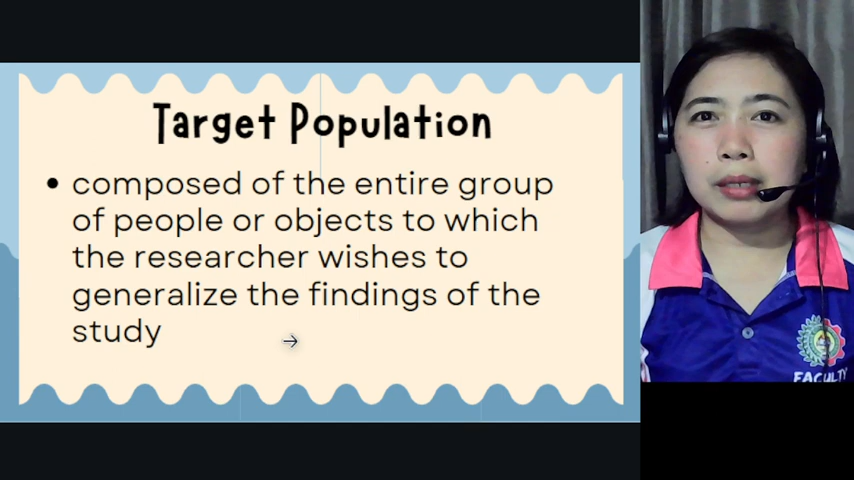 Target Population
• composed of the entire group
of people or objects to which
the researcher wishes to
generalize the findings of the
study
FACULTY